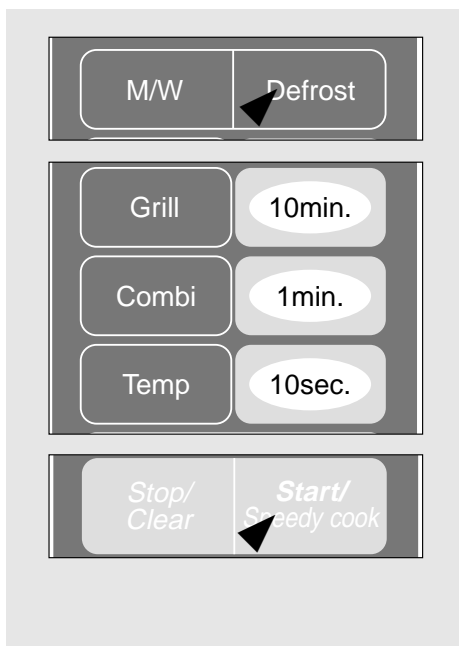 M/W Defrost
Grill 10min.
Combi 1min.
Temp 10sec.
Stop/ Start/
Clear Speedy cook